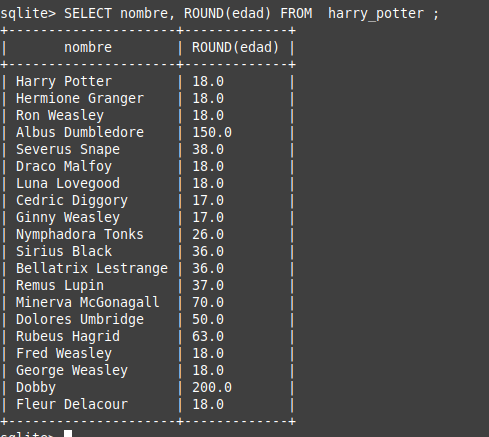 sqlite> SELECT nombre, ROUND(edad) FROM  harry_potter ;
+---------------------+-------------+
|       nombre        | ROUND(edad) |
+---------------------+-------------+
| Harry Potter        | 18.0        |
| Hermione Granger    | 18.0        |
| Ron Weasley         | 18.0        |
| Albus Dumbledore    | 150.0       |
| Severus Snape       | 38.0        |
| Draco Malfoy        | 18.0        |
| Luna Lovegood       | 18.0        |
| Cedric Diggory      | 17.0        |
| Ginny Weasley       | 17.0        |
| Nymphadora Tonks    | 26.0        |
| Sirius Black        | 36.0        |
| Bellatrix Lestrange | 36.0        |
| Remus Lupin         | 37.0        |
| Minerva McGonagall  | 70.0        |
| Dolores Umbridge    | 50.0        |
| Rubeus Hagrid       | 63.0        |
| Fred Weasley        | 18.0        |
| George Weasley      | 18.0        |
| Dobby               | 200.0       |
| Fleur Delacour      | 18.0        |
+---------------------+-------------+
sqlite>